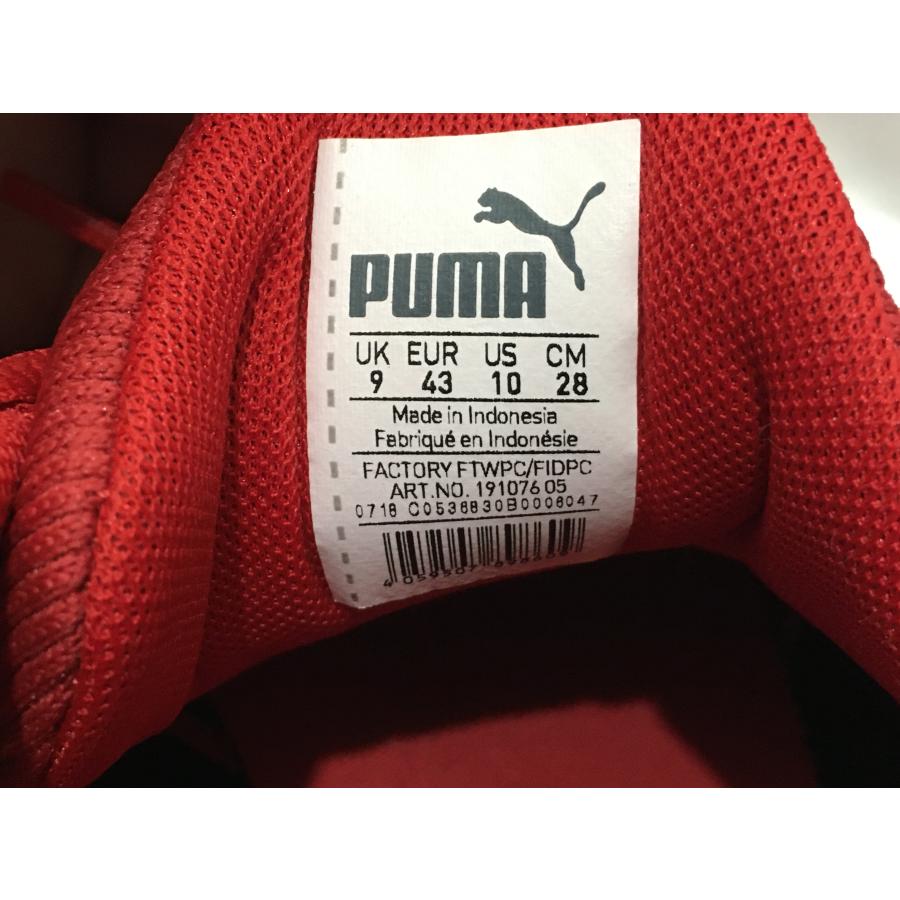 PUMA
UK EUR US CM
9 43 10 28
Made in Indonesia
Fabriqué en Indonésie
FACTORY FTWPC/FIDPC
ART.NO. 191076 05
0718 C0536830B0006047